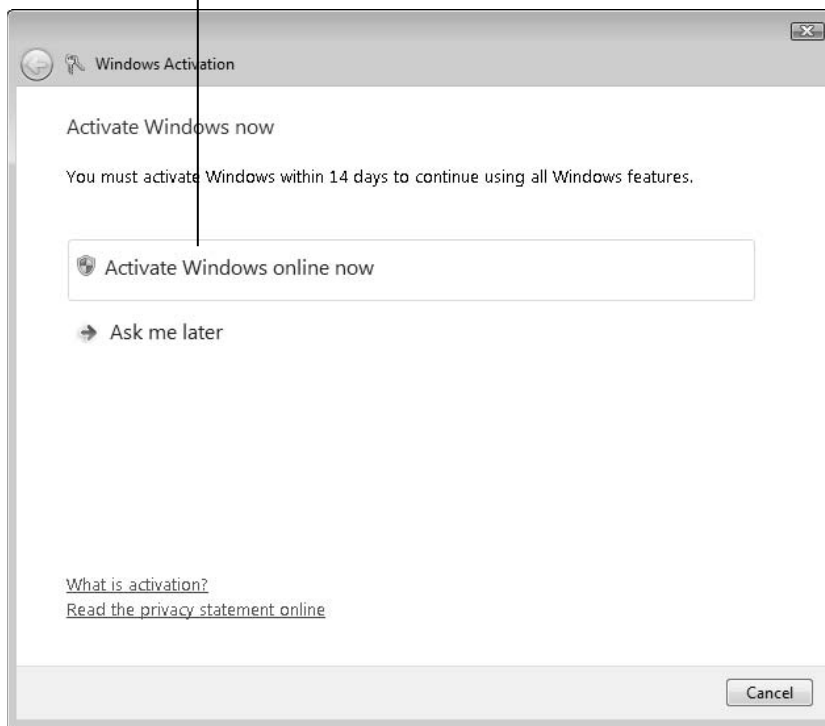 Windows Activation
Activate Windows now
You must activate Windows within 14 days to continue using all Windows features.
Activate Windows online now
Ask me later
What is activation?
Read the privacy statement online
Cancel